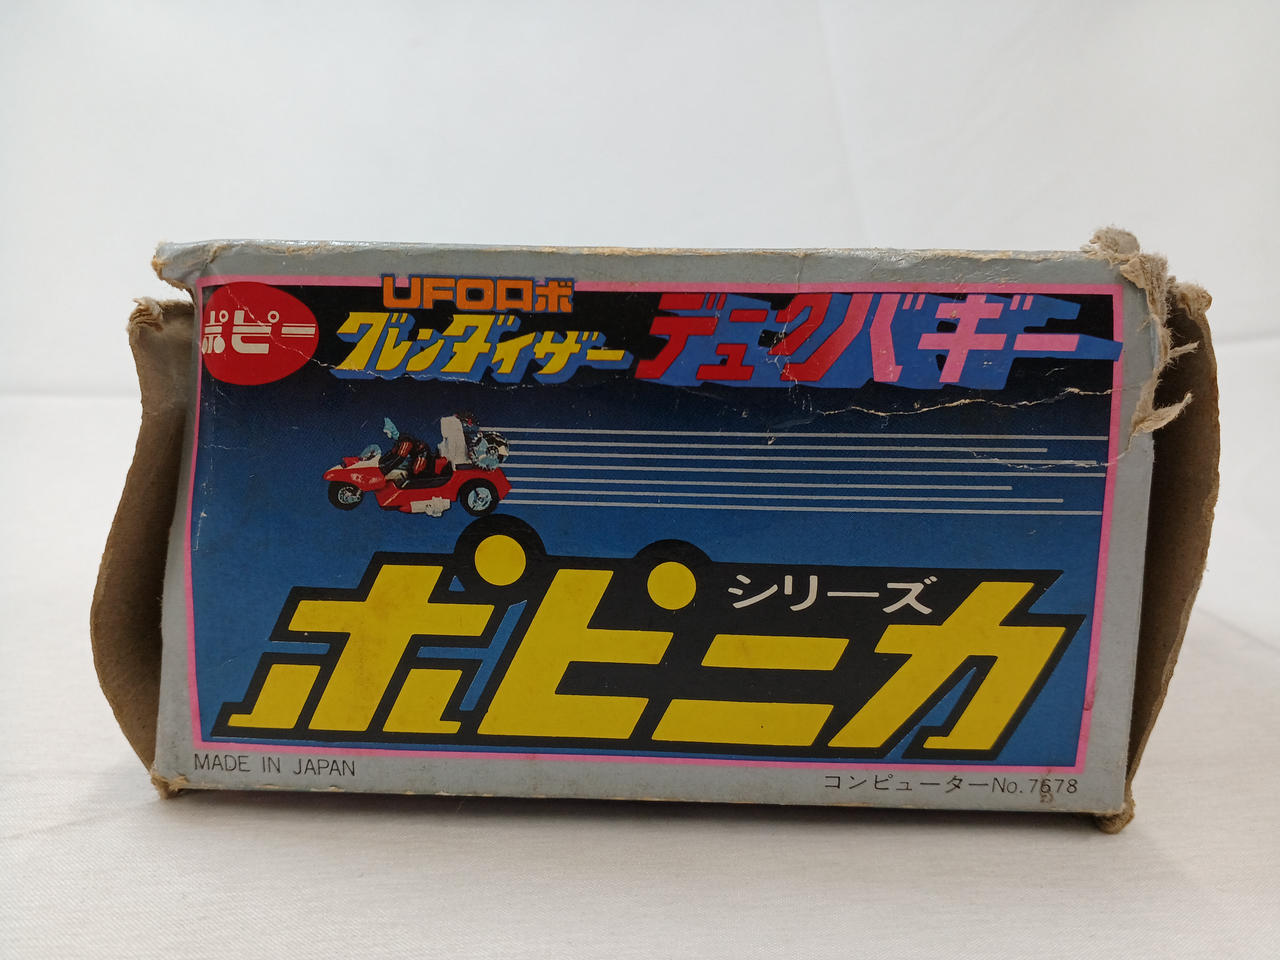 ポピー
UFOロボ
グレンダイザー
デュークバギー
ポピニカ
シリーズ
MADE IN JAPAN
コンピューターNo.7678